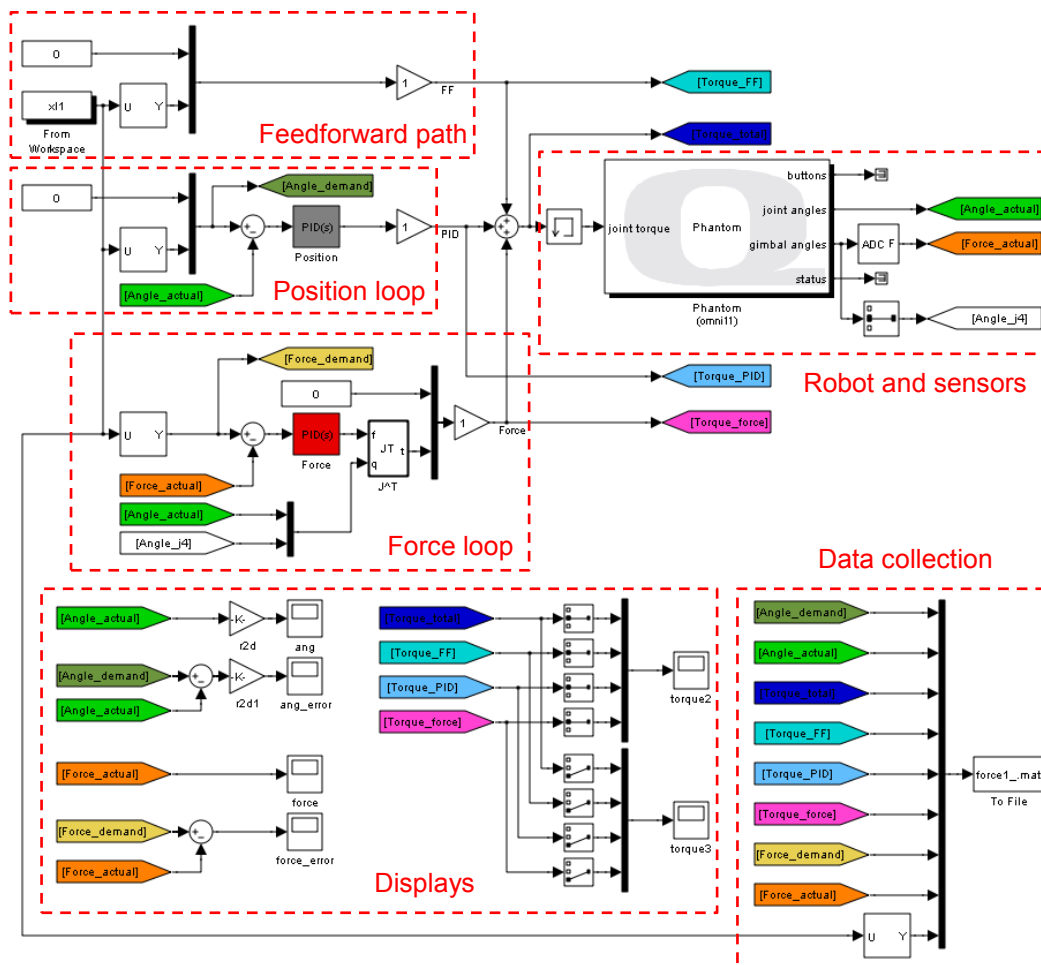 0
xl1
From
Workspace
U Y
1
FF
Feedforward path
[Torque_FF]
[Torque_total]
0
U Y
[Angle_demand]
+
-
PID(s)
Position
1
PID
[Angle_actual]
Position loop
+
+
+
joint torque
Q
Phantom
buttons
joint angles
gimbal angles
status
Phantom
(omni11)
ADC F
[Angle_actual]
[Force_actual]
[Angle_j4]
Robot and sensors
[Torque_PID]
[Torque_force]
[Force_demand]
0
U Y
+
-
PID(s)
Force
f
q
JT
t
J^T
1
Force
[Force_actual]
[Angle_actual]
[Angle_j4]
Force loop
[Angle_actual]
-K-
r2d
ang
[Angle_demand]
+
-
-K-
r2d1
ang_error
[Angle_actual]
[Force_actual]
force
[Force_demand]
+
-
force_error
[Force_actual]
[Torque_total]
[Torque_FF]
[Torque_PID]
[Torque_force]
torque2
torque3
Displays
Data collection
[Angle_demand]
[Angle_actual]
[Torque_total]
[Torque_FF]
[Torque_PID]
[Torque_force]
[Force_demand]
[Force_actual]
U Y
force1_.mat
To File